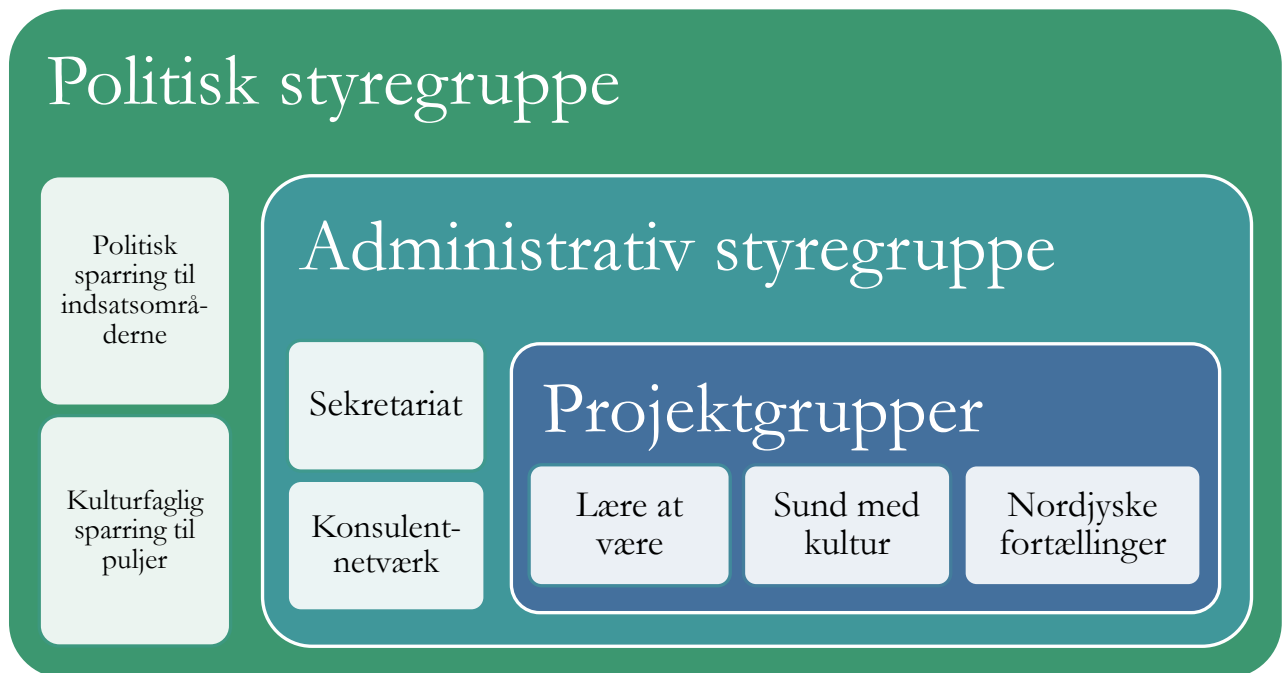 Politisk styregruppe
Politisk
sparring til
indsatsområ-
derne
Kulturfaglig
sparring til
puljer
Administrativ styregruppe
Sekretariat
Konsulent-
netværk
Projektgrupper
Lære at
være
Sund med
kultur
Nordjyske
fortællinger